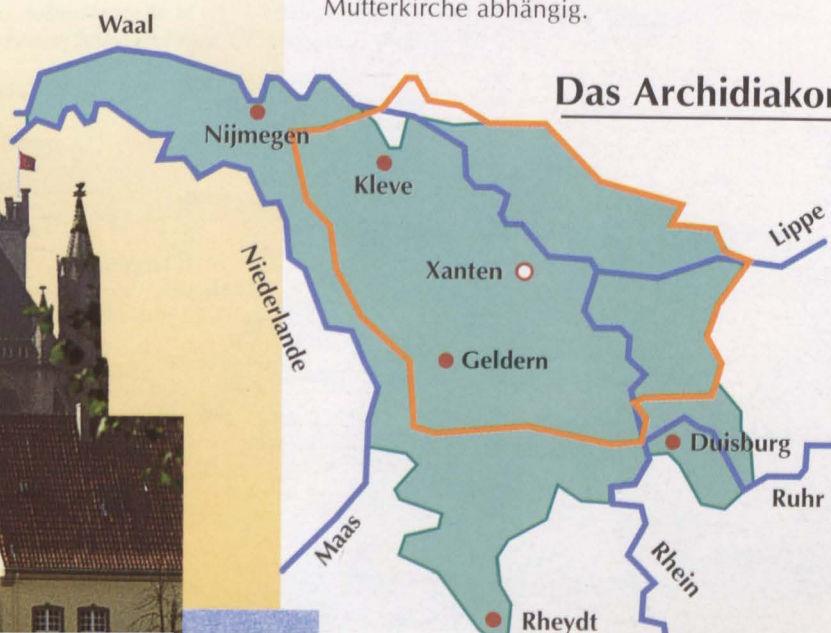 Mutterkirche abhängig.
Waal
Das Archidiakon
Nijmegen
Kleve
Lippe
Niederlande
Xanten
Geldern
Duisburg
Ruhr
Maas
Rhein
Rheydt